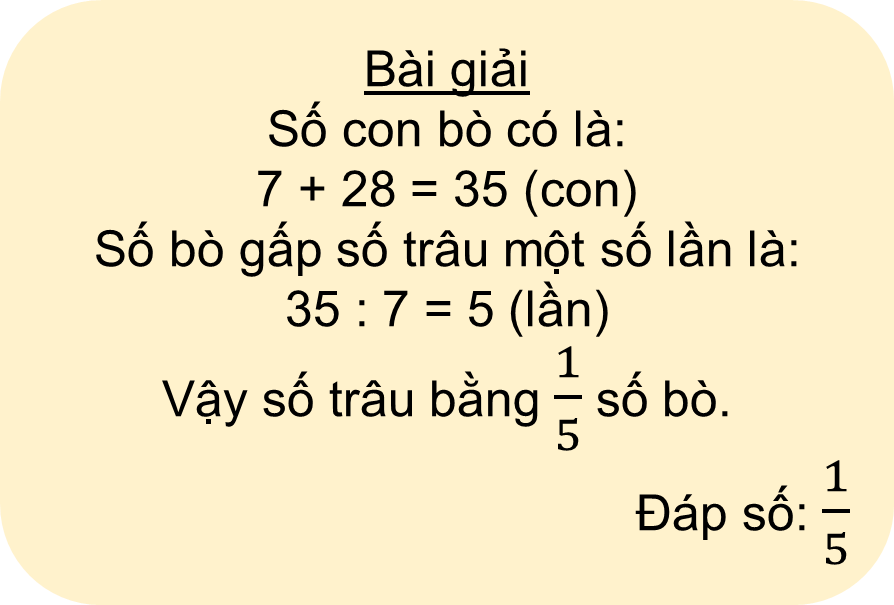 Bài giải
Số con bò có là:
7 + 28 = 35 (con)
Số bò gấp số trâu một số lần là:
35 : 7 = 5 (lần)
Vậy số trâu bằng 1/5 số bò.
Đáp số: 1/5